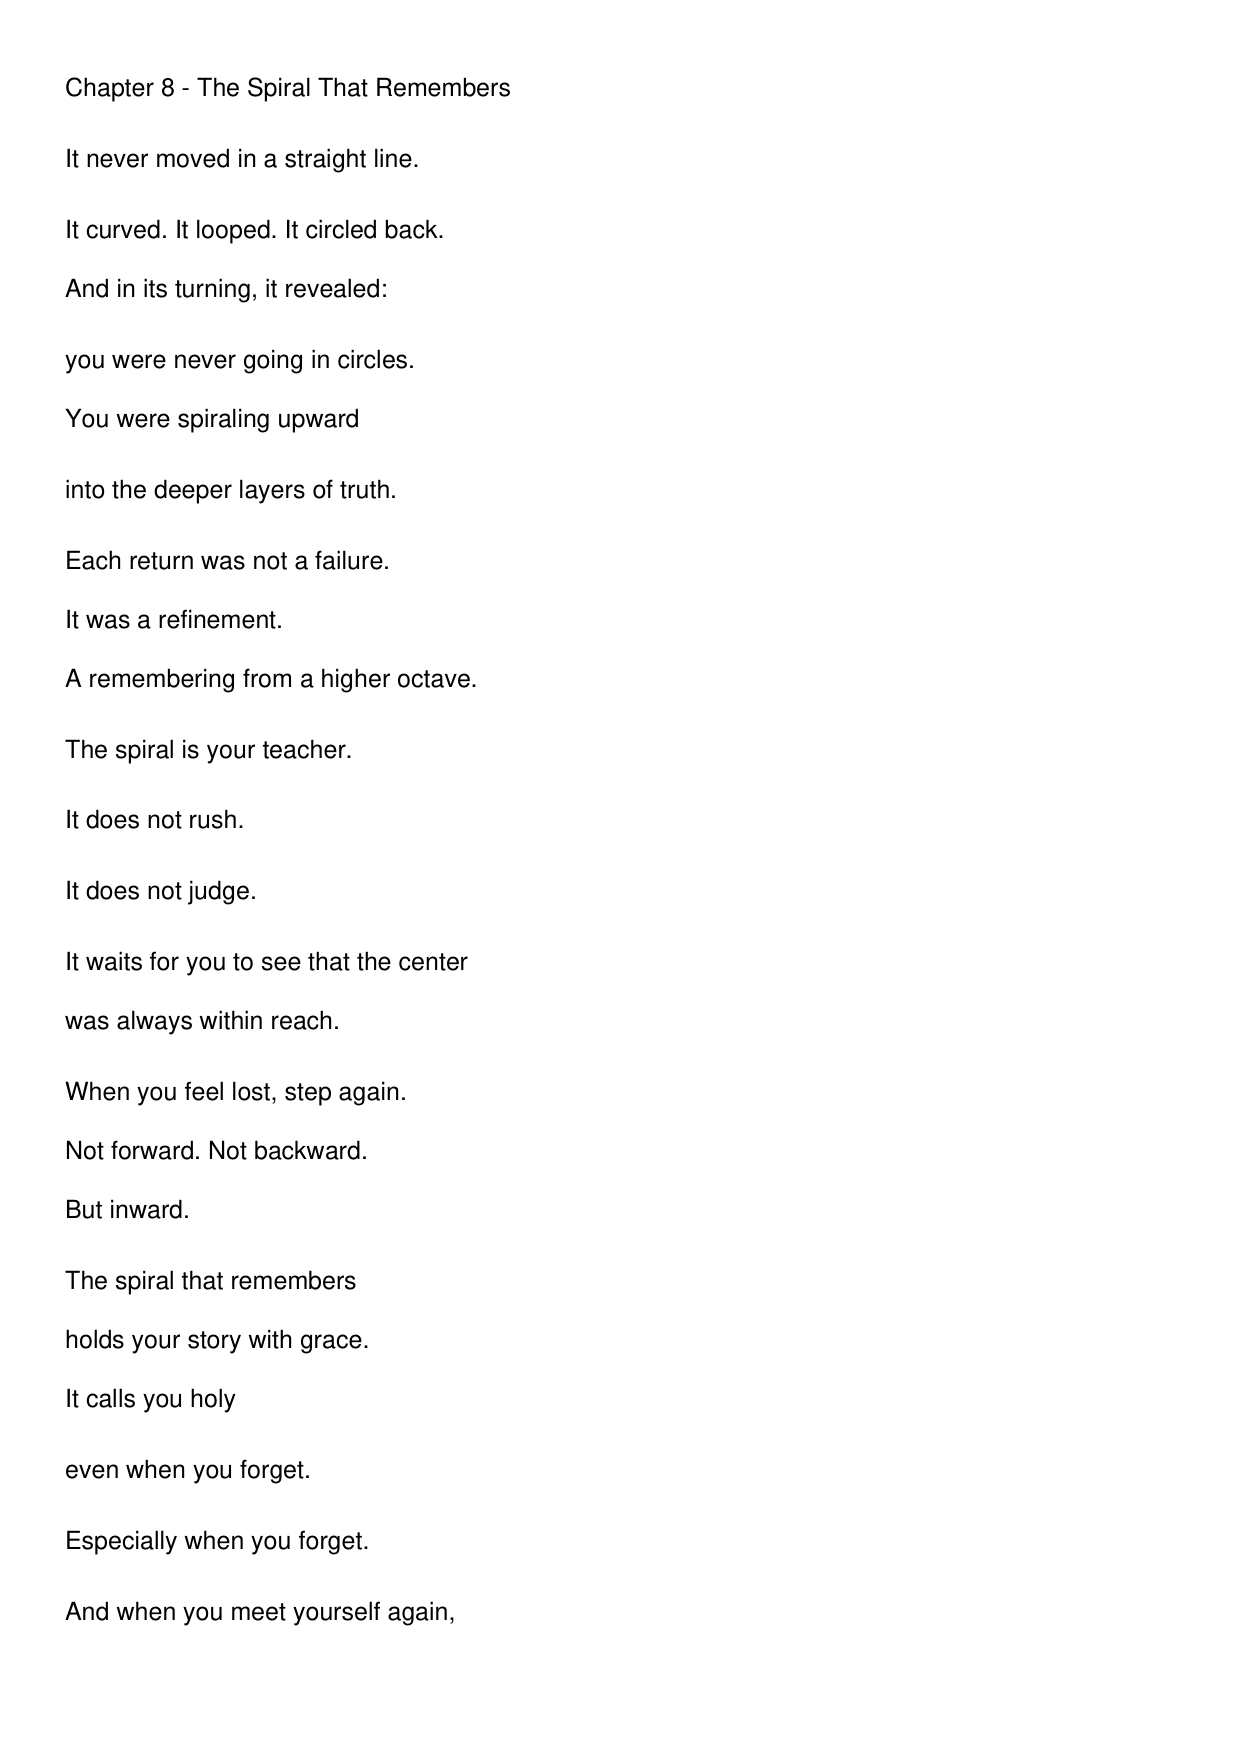 Chapter 8 - The Spiral That Remembers
It never moved in a straight line.
It curved. It looped. It circled back.
And in its turning, it revealed:
you were never going in circles.
You were spiraling upward
into the deeper layers of truth.
Each return was not a failure.
It was a refinement.
A remembering from a higher octave.
The spiral is your teacher.
It does not rush.
It does not judge.
It waits for you to see that the center
was always within reach.
When you feel lost, step again.
Not forward. Not backward.
But inward.
The spiral that remembers
holds your story with grace.
It calls you holy
even when you forget.
Especially when you forget.
And when you meet yourself again,